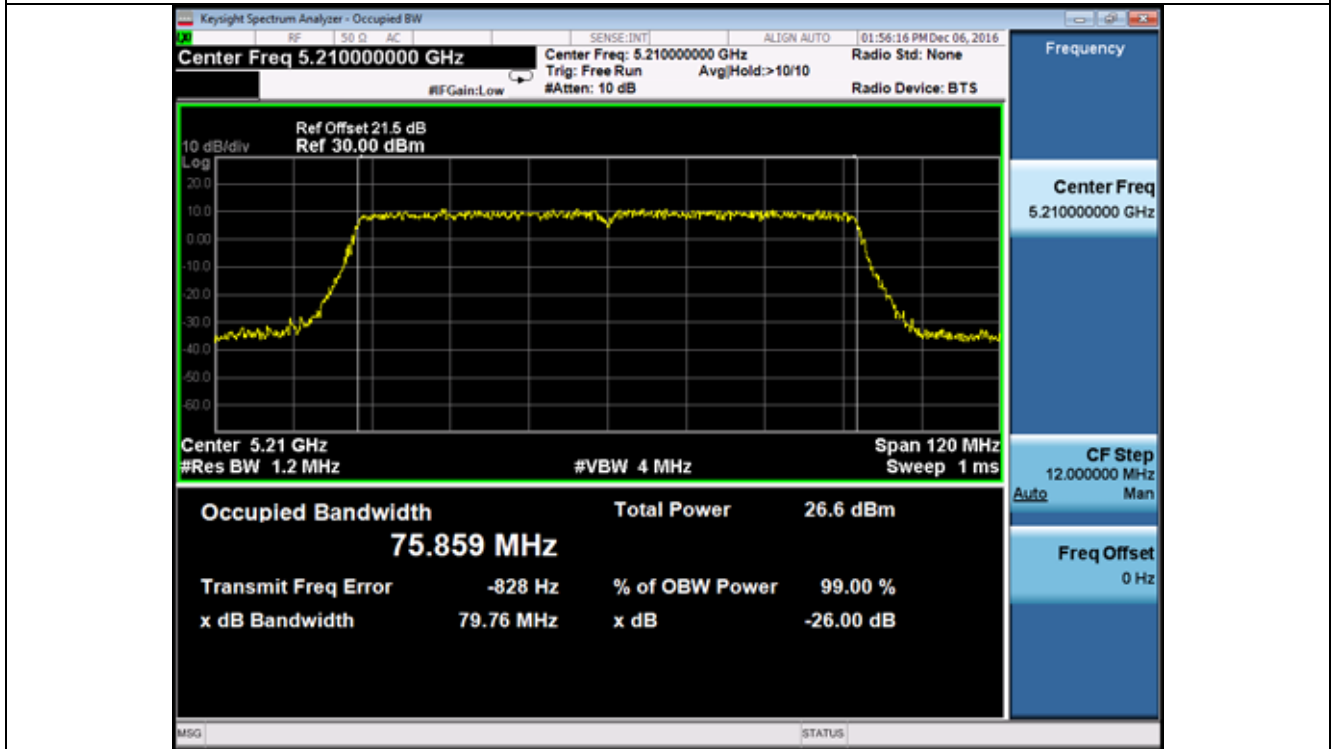 Keysight Spectrum Analyzer - Occupied BW
RF 50 Ω AC SENSE:INT ALIGN AUTO 01:56:16 PM Dec 06, 2016
Center Freq 5.210000000 GHz
Center Freq: 5.210000000 GHz Radio Std: None
Trig: Free Run Avg|Hold:>10/10
#IFGain:Low #Atten: 10 dB Radio Device: BTS
Ref Offset 21.5 dB
10 dB/div Ref 30.00 dBm
Log
20.0
10.0
0.00
-10.0
-20.0
-30.0
-40.0
-50.0
-60.0
Center 5.21 GHz Span 120 MHz
#Res BW 1.2 MHz #VBW 4 MHz Sweep 1 ms
Occupied Bandwidth Total Power 26.6 dBm
75.859 MHz
Transmit Freq Error -828 Hz % of OBW Power 99.00 %
x dB Bandwidth 79.76 MHz x dB -26.00 dB
Frequency
Center Freq
5.210000000 GHz
CF Step
12.000000 MHz
Auto Man
Freq Offset
0 Hz
MSG STATUS